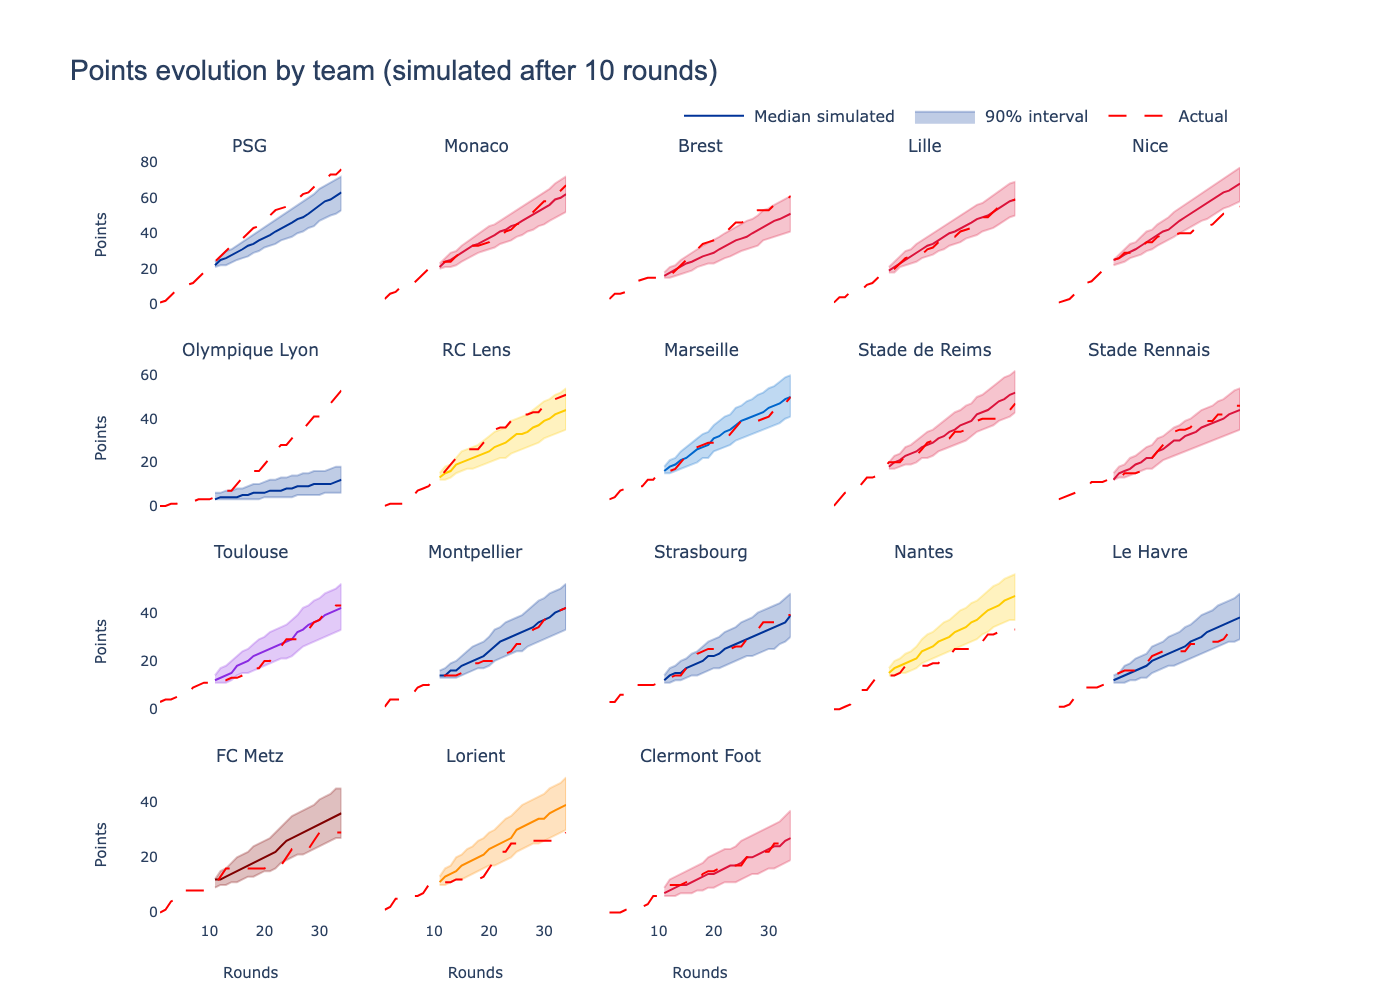 Points evolution by team (simulated after 10 rounds)
Median simulated 90% interval Actual
PSG Monaco Brest Lille Nice
80
60
40
20
0
Points
Olympique Lyon RC Lens Marseille Stade de Reims Stade Rennais
60
40
20
0
Points
Toulouse Montpellier Strasbourg Nantes Le Havre
40
20
0
Points
FC Metz Lorient Clermont Foot
40
20
0
Points
10 20 30 10 20 30 10 20 30
Rounds Rounds Rounds